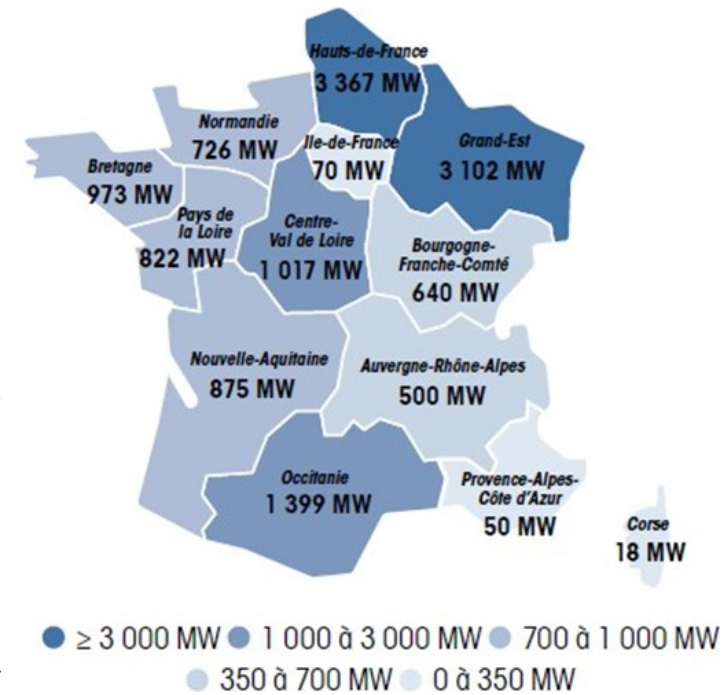 Hauts-de-France
3 367 MW
Normandie
726 MW
Ile-de-France
70 MW
Grand-Est
3 102 MW
Bretagne
973 MW
Pays de
la Loire
822 MW
Centre-
Val de Loire
1 017 MW
Bourgogne-
Franche-Comté
640 MW
Nouvelle-Aquitaine
875 MW
Auvergne-Rhône-Alpes
500 MW
Occitanie
1 399 MW
Provence-Alpes-
Côte d'Azur
50 MW
Corse
18 MW
≥ 3 000 MW 1 000 à 3 000 MW 700 à 1 000 MW
350 à 700 MW 0 à 350 MW